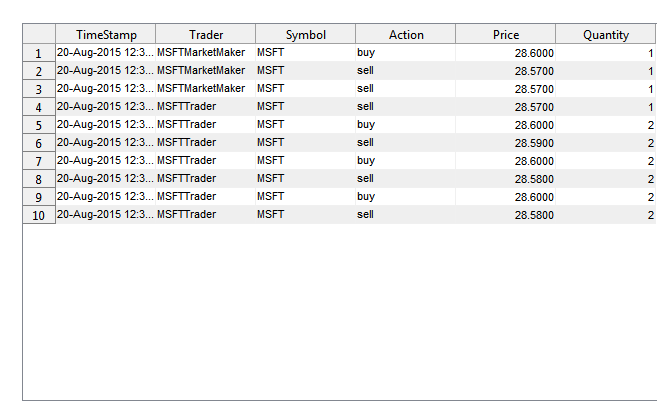 TimeStamp Trader Symbol Action Price Quantity
1 20-Aug-2015 12:3... MSFTMarketMaker MSFT buy 28.6000 1
2 20-Aug-2015 12:3... MSFTMarketMaker MSFT sell 28.5700 1
3 20-Aug-2015 12:3... MSFTMarketMaker MSFT sell 28.5700 1
4 20-Aug-2015 12:3... MSFTTrader MSFT sell 28.5700 1
5 20-Aug-2015 12:3... MSFTTrader MSFT buy 28.6000 2
6 20-Aug-2015 12:3... MSFTTrader MSFT sell 28.5900 2
7 20-Aug-2015 12:3... MSFTTrader MSFT buy 28.6000 2
8 20-Aug-2015 12:3... MSFTTrader MSFT sell 28.5800 2
9 20-Aug-2015 12:3... MSFTTrader MSFT buy 28.6000 2
10 20-Aug-2015 12:3... MSFTTrader MSFT sell 28.5800 2